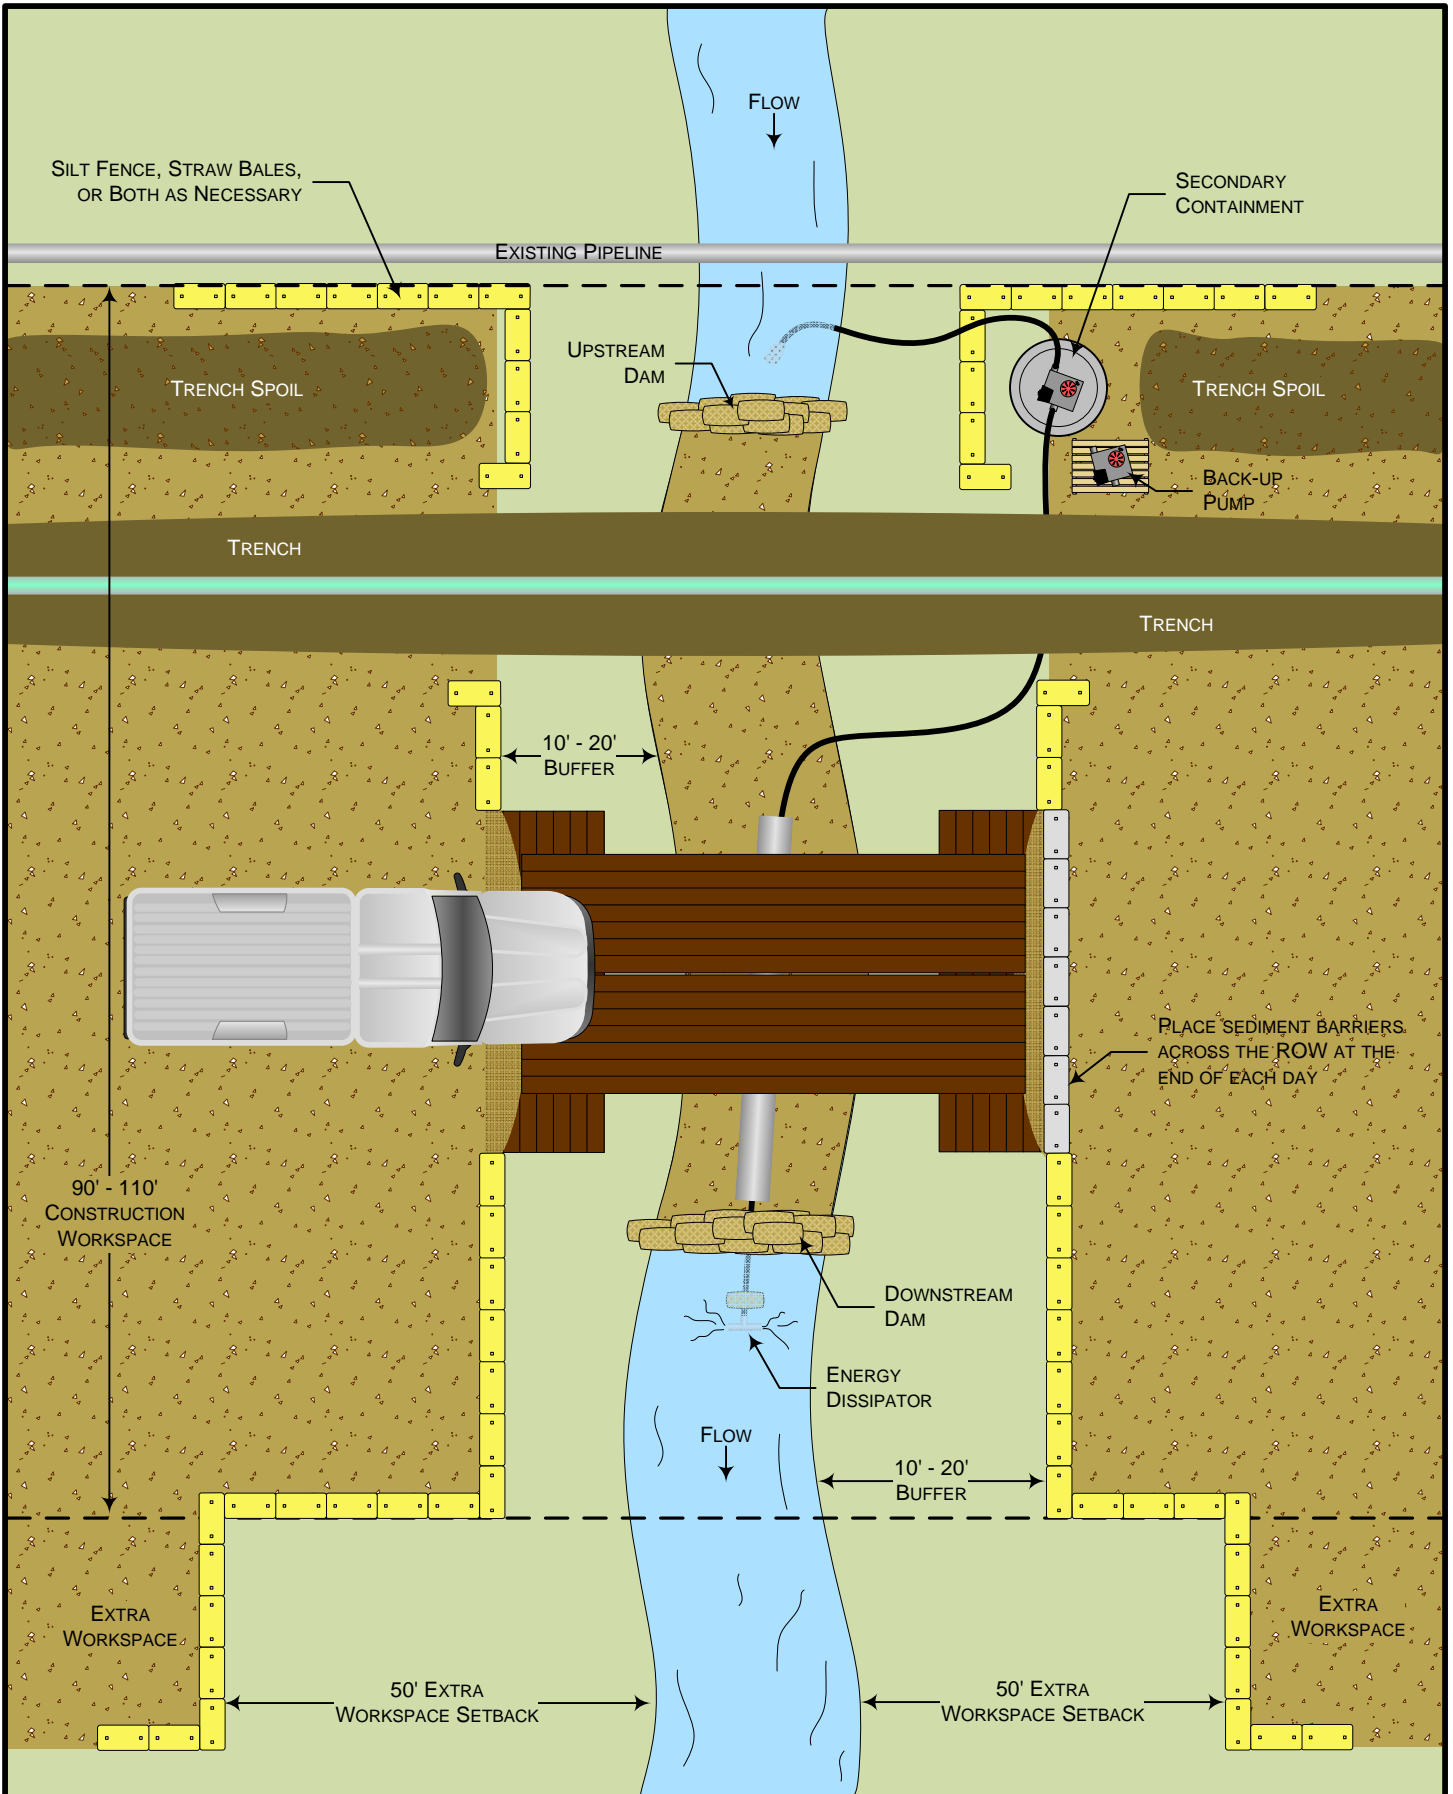 FLOW
SILT FENCE, STRAW BALES,
OR BOTH AS NECESSARY
SECONDARY
CONTAINMENT
EXISTING PIPELINE
UPSTREAM
DAM
TRENCH SPOIL
TRENCH SPOIL
BACK-UP
PUMP
TRENCH
TRENCH
10' - 20'
BUFFER
PLACE SEDIMENT BARRIERS
ACROSS THE ROW AT THE
END OF EACH DAY
90' - 110'
CONSTRUCTION
WORKSPACE
DOWNSTREAM
DAM
ENERGY
DISSIPATOR
FLOW
10' - 20'
BUFFER
EXTRA
WORKSPACE
EXTRA
WORKSPACE
50' EXTRA
WORKSPACE SETBACK
50' EXTRA
WORKSPACE SETBACK